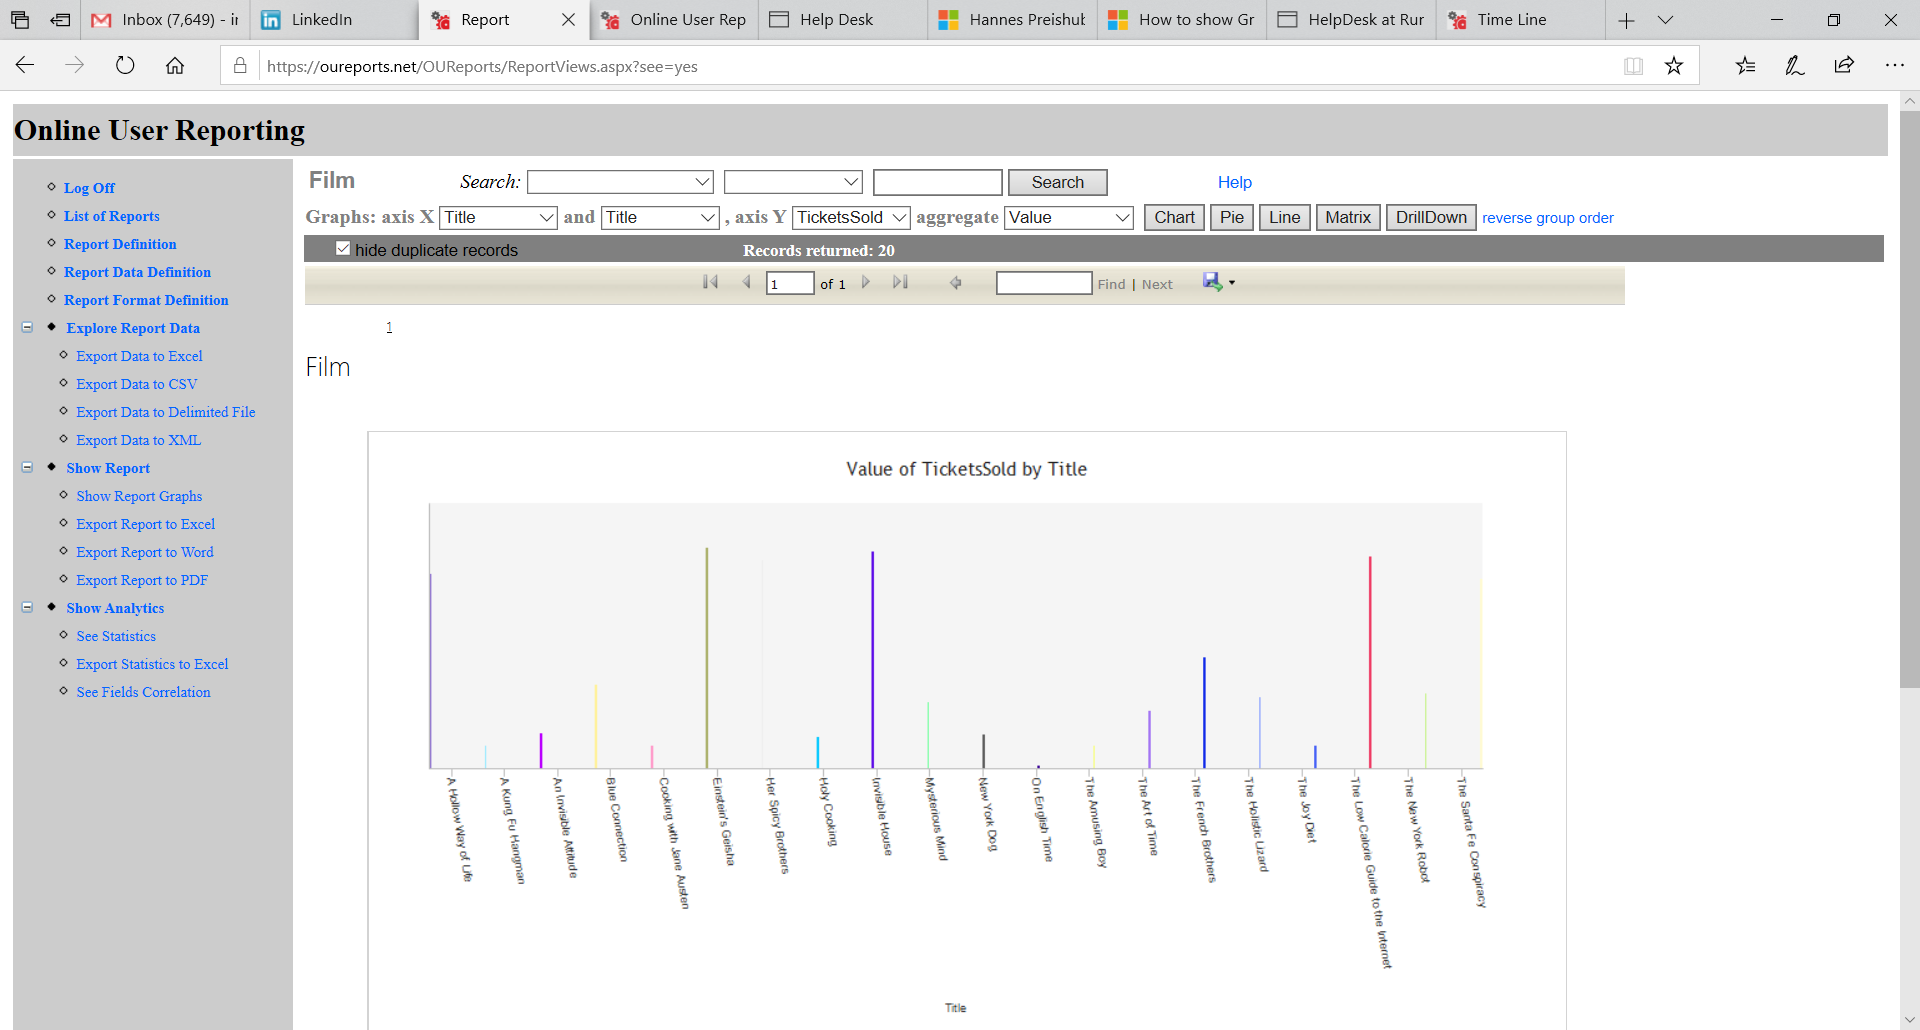 Inbox (7,649) - ir
LinkedIn
Report
Online User Rep
Help Desk
Hannes Preishub
How to show Gr
HelpDesk at Rur
Time Line
https://oureports.net/OUReports/ReportViews.aspx?see=yes
Online User Reporting
Log Off
List of Reports
Report Definition
Report Data Definition
Report Format Definition
Explore Report Data
Export Data to Excel
Export Data to CSV
Export Data to Delimited File
Export Data to XML
Show Report
Show Report Graphs
Export Report to Excel
Export Report to Word
Export Report to PDF
Show Analytics
See Statistics
Export Statistics to Excel
See Fields Correlation
Film Search: Search Help
Graphs: axis X Title and Title , axis Y TicketsSold aggregate Value Chart Pie Line Matrix DrillDown reverse group order
hide duplicate records Records returned: 20
1 of 1 Find | Next
1
Film
Value of TicketsSold by Title
A Hollow Way of Life
A Kung Fu Hangman
An Invisible Attitude
Blue Connection
Cooking with Jane Austen
Einstein's Geisha
Her Spicy Brothers
Holy Cooking
Invisible House
Mysterious Mind
New York Dog
On English Time
The Amusing Boy
The Art of Time
The French Brothers
The Holistic Lizard
The Joy Diet
The Low Calorie Guide to the Internet
The New York Robot
The Santa Fe Conspiracy
Title